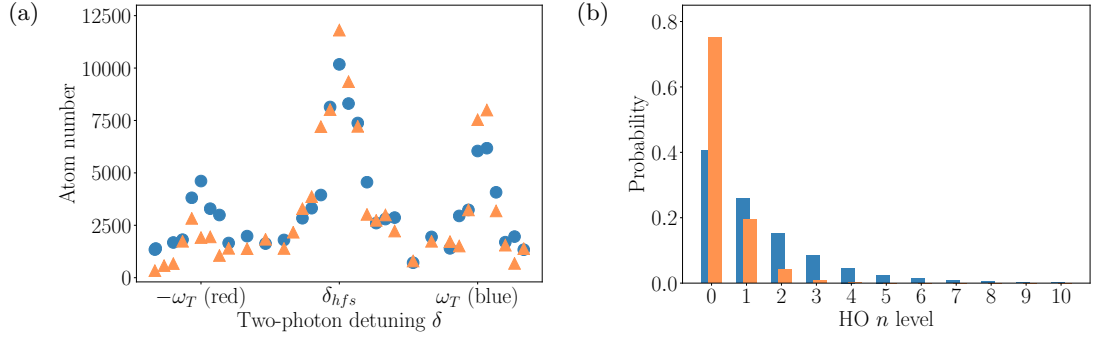 (a)
12500
10000
7500
5000
2500
0
Atom number
−ω_T (red)
δ_hfs
ω_T (blue)
Two-photon detuning δ
(b)
0.8
0.6
0.4
0.2
0.0
Probability
0 1 2 3 4 5 6 7 8 9 10
HO n level